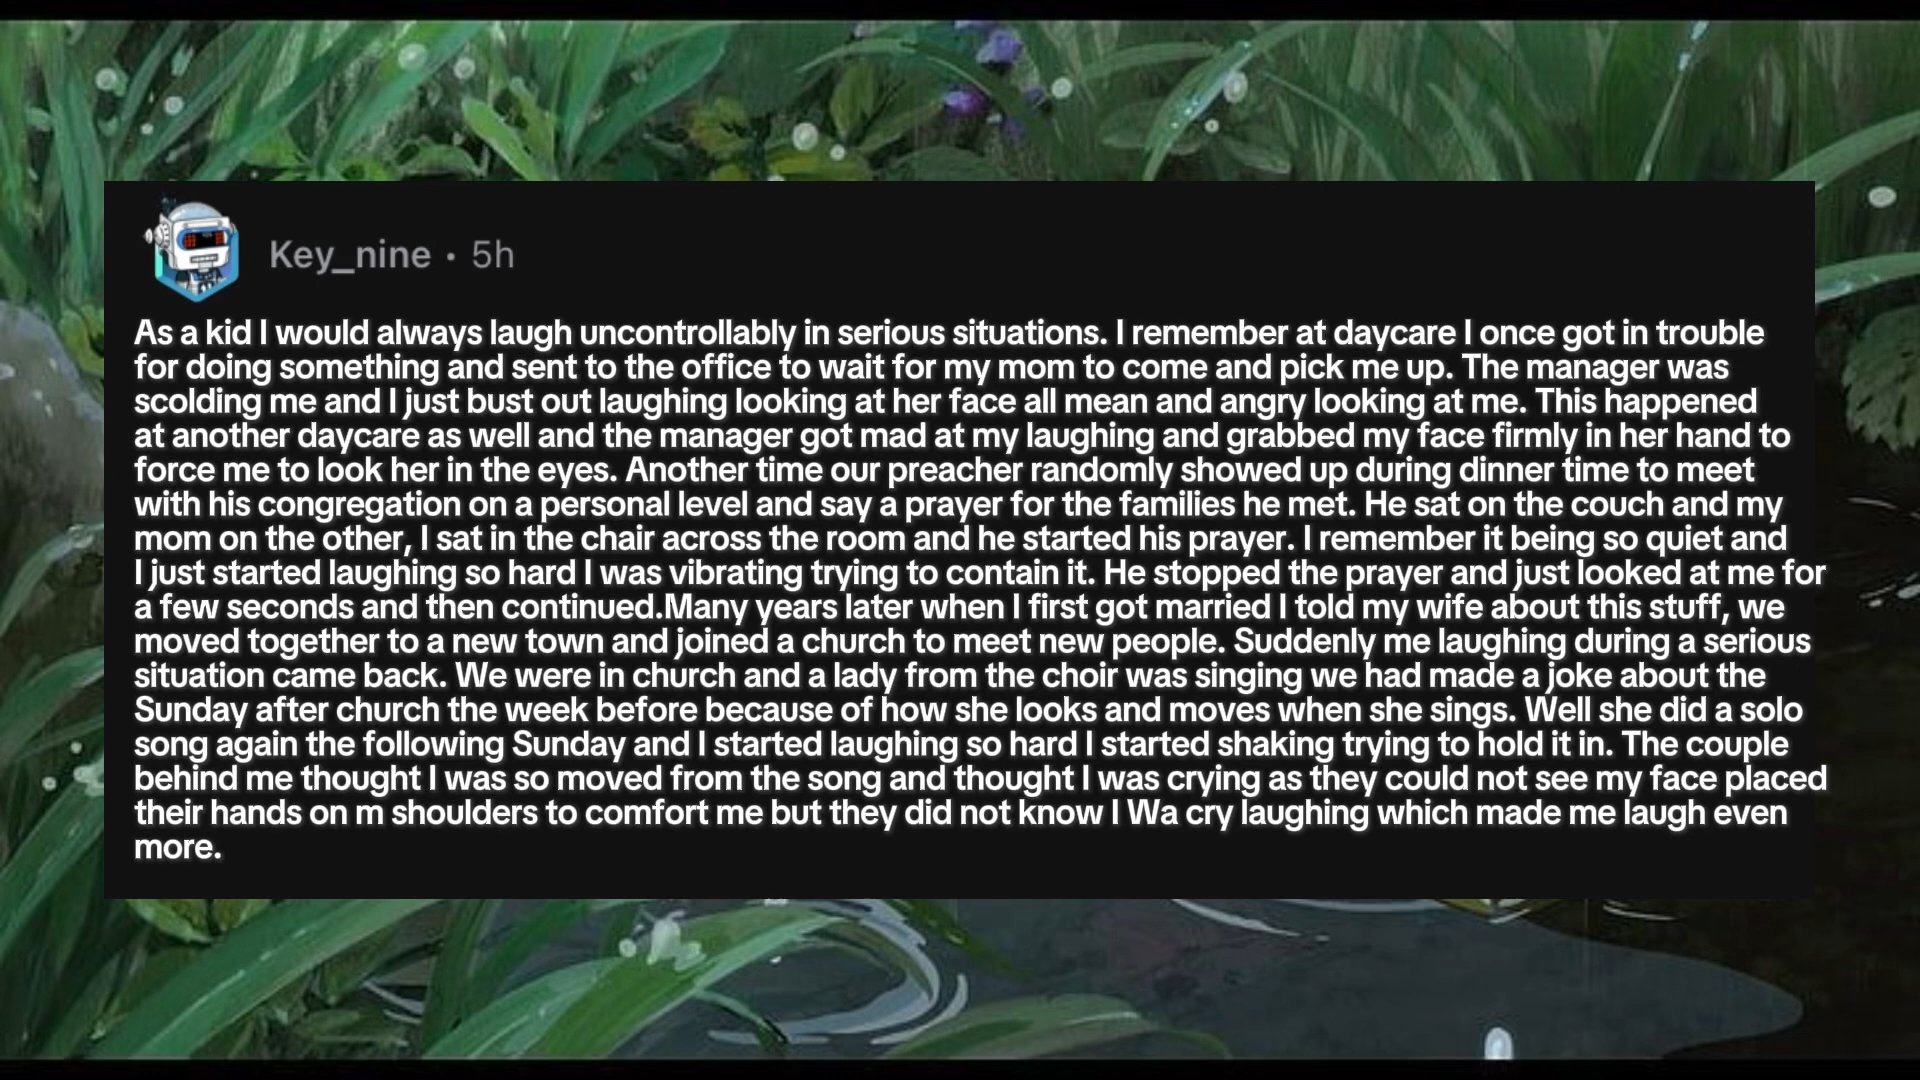 Key_nine • 5h
As a kid I would always laugh uncontrollably in serious situations. I remember at daycare I once got in trouble
for doing something and sent to the office to wait for my mom to come and pick me up. The manager was
scolding me and I just bust out laughing looking at her face all mean and angry looking at me. This happened
at another daycare as well and the manager got mad at my laughing and grabbed my face firmly in her hand to
force me to look her in the eyes. Another time our preacher randomly showed up during dinner time to meet
with his congregation on a personal level and say a prayer for the families he met. He sat on the couch and my
mom on the other, I sat in the chair across the room and he started his prayer. I remember it being so quiet and
I just started laughing so hard I was vibrating trying to contain it. He stopped the prayer and just looked at me for
a few seconds and then continued.Many years later when I first got married I told my wife about this stuff, we
moved together to a new town and joined a church to meet new people. Suddenly me laughing during a serious
situation came back. We were in church and a lady from the choir was singing we had made a joke about the
Sunday after church the week before because of how she looks and moves when she sings. Well she did a solo
song again the following Sunday and I started laughing so hard I started shaking trying to hold it in. The couple
behind me thought I was so moved from the song and thought I was crying as they could not see my face placed
their hands on m shoulders to comfort me but they did not know I Wa cry laughing which made me laugh even
more.